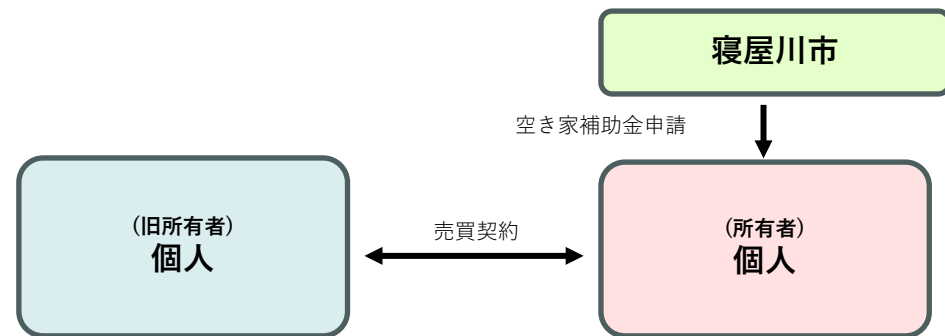 寝屋川市
空き家補助金申請
(旧所有者)
個人
売買契約
(所有者)
個人